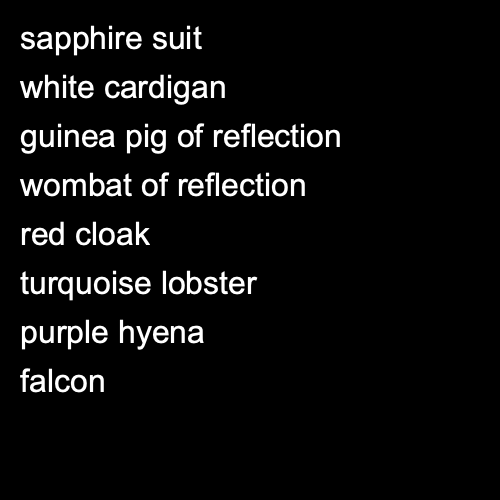 sapphire suit
white cardigan
guinea pig of reflection
wombat of reflection
red cloak
turquoise lobster
purple hyena
falcon